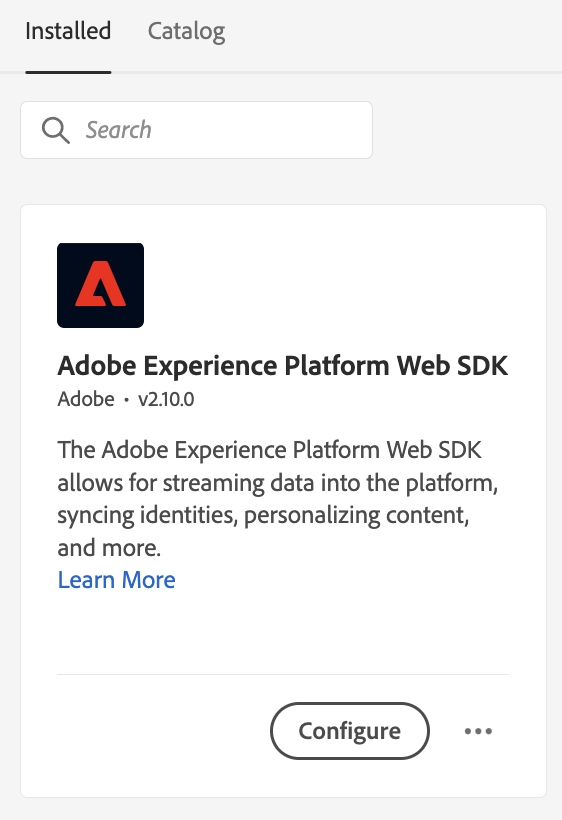 Installed Catalog
Search
Adobe Experience Platform Web SDK
Adobe • v2.10.0
The Adobe Experience Platform Web SDK
allows for streaming data into the platform,
syncing identities, personalizing content,
and more.
Learn More
Configure